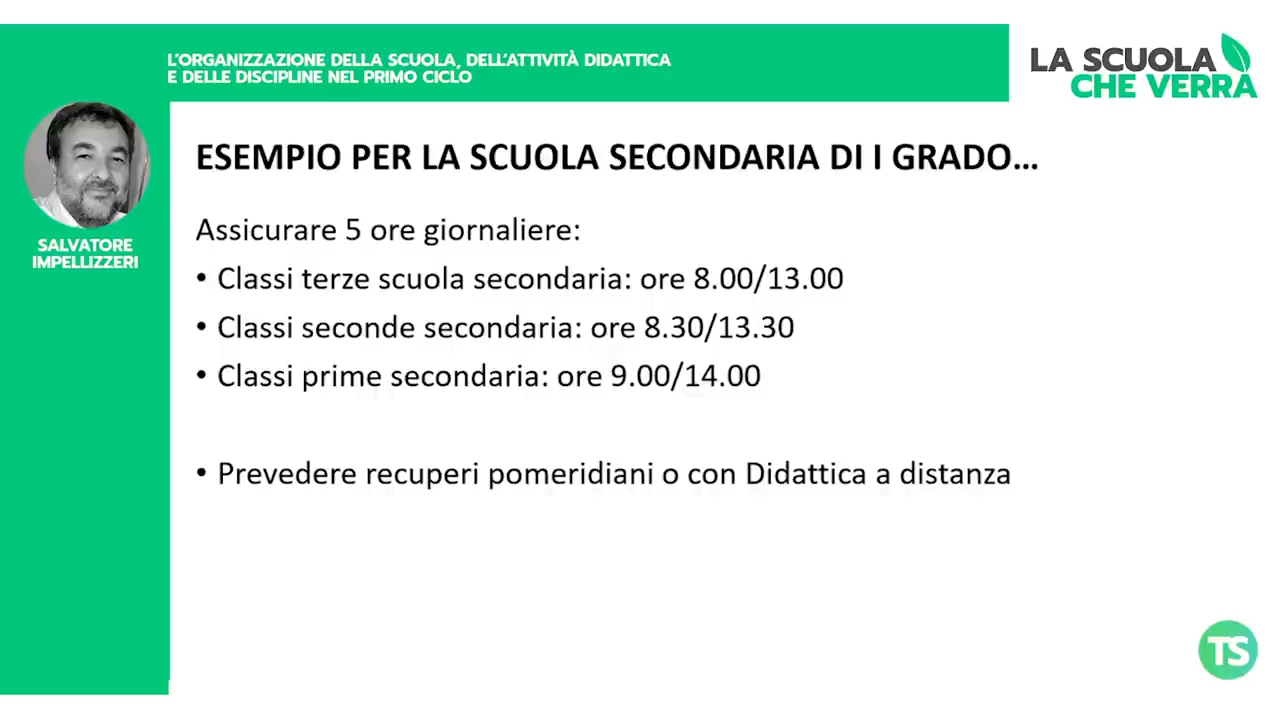 L'ORGANIZZAZIONE DELLA SCUOLA, DELL'ATTIVITÀ DIDATTICA
E DELLE DISCIPLINE NEL PRIMO CICLO
LA SCUOLA
CHE VERRÀ
SALVATORE
IMPELLIZZERI
ESEMPIO PER LA SCUOLA SECONDARIA DI I GRADO...
Assicurare 5 ore giornaliere:
• Classi terze scuola secondaria: ore 8.00/13.00
• Classi seconde secondaria: ore 8.30/13.30
• Classi prime secondaria: ore 9.00/14.00
• Prevedere recuperi pomeridiani o con Didattica a distanza
TS